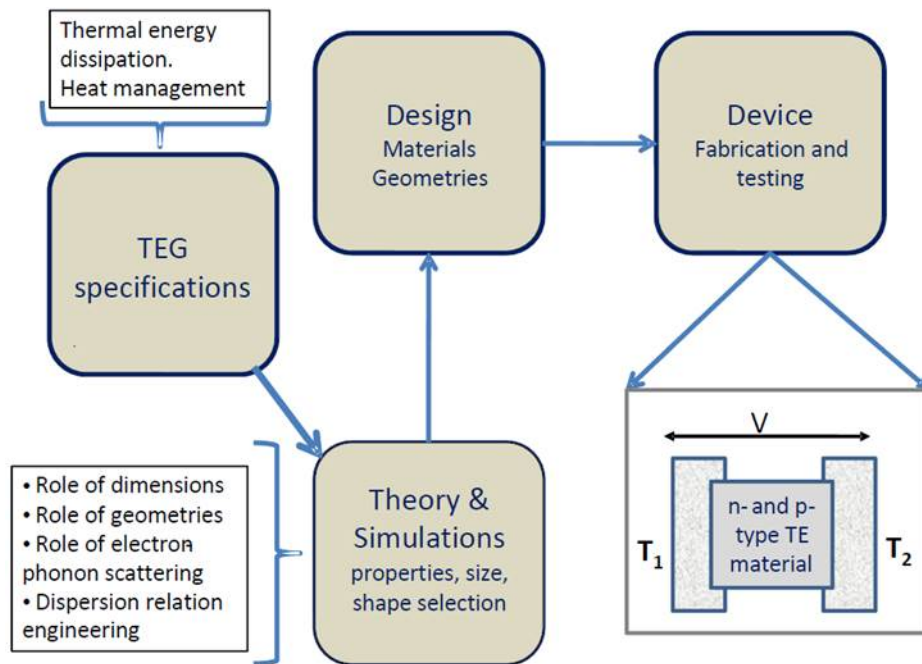 Thermal energy
dissipation.
Heat management
TEG
specifications
Design
Materials
Geometries
Device
Fabrication and
testing
• Role of dimensions
• Role of geometries
• Role of electron-
phonon scattering
• Dispersion relation
engineering
Theory &
Simulations
properties, size,
shape selection
V
T₁
n- and p-
type TE
material
T₂